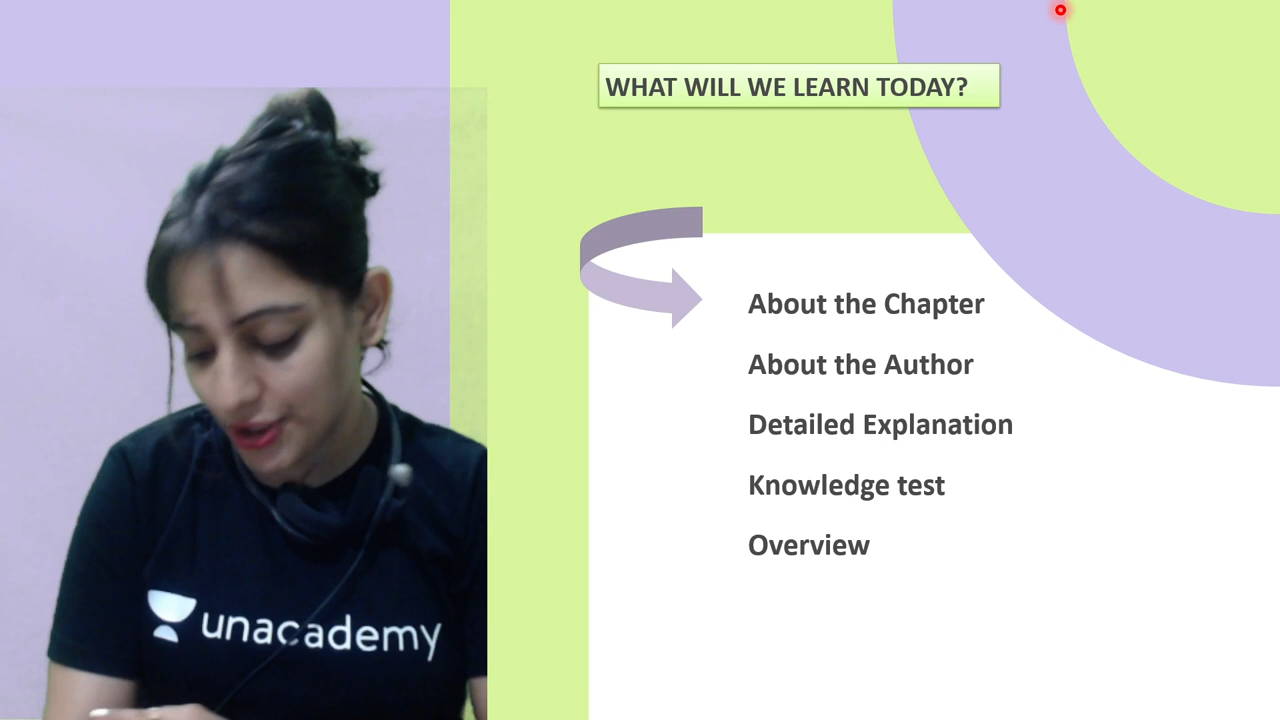 WHAT WILL WE LEARN TODAY?
About the Chapter
About the Author
Detailed Explanation
Knowledge test
Overview
unacademy